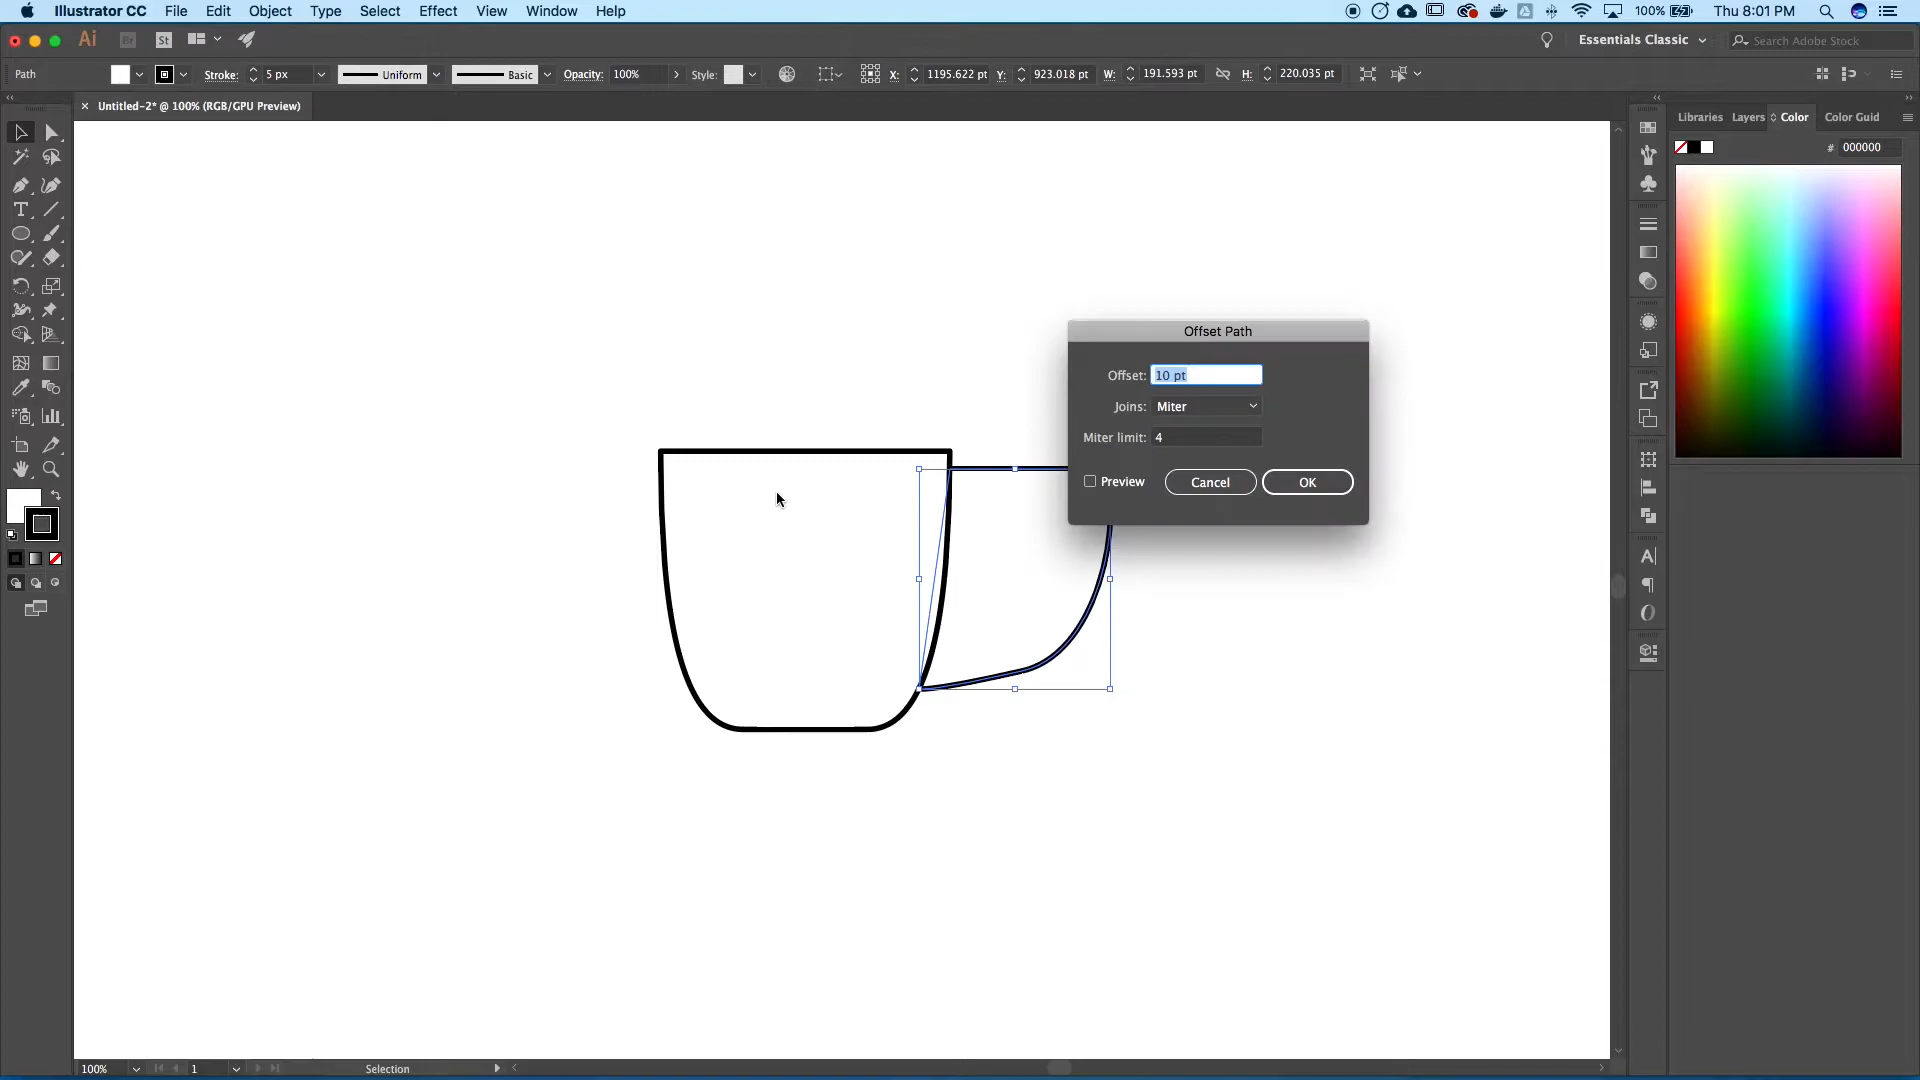 Illustrator CC File Edit Object Type Select Effect View Window Help 100% Thu 8:01 PM
Ai Br St Essentials Classic Search Adobe Stock
Path Stroke: 5 px Uniform Basic Opacity: 100% Style: X: 1195.622 pt Y: 923.018 pt W: 191.593 pt H: 220.035 pt
× Untitled-2* @ 100% (RGB/GPU Preview)
Libraries Layers Color Color Guid
# 000000
Offset Path
Offset: 10 pt
Joins: Miter
Miter limit: 4
Preview Cancel OK
100% 1 Selection